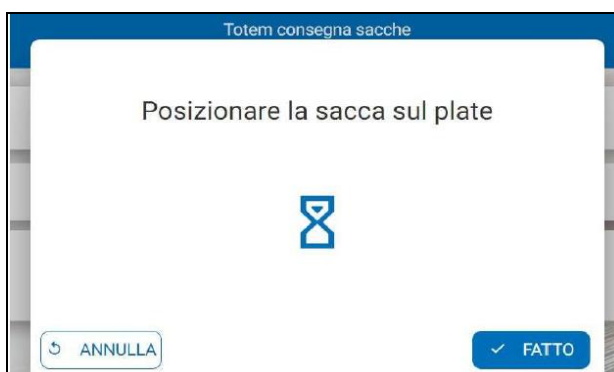 Totem consegna sacche
Posizionare la sacca sul plate
ANNULLA
FATTO